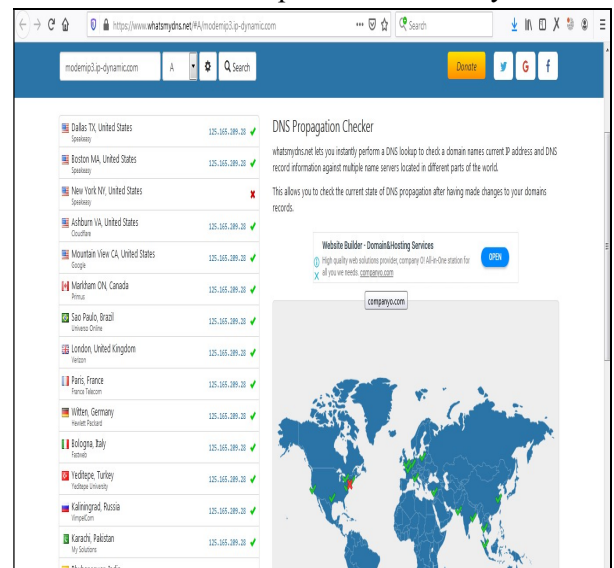 https://www.whatsmydns.net/#A/modemip3.ip-dynamic.com
Search
modemip3.ip-dynamic.com
A
Search
Donate
G
f
Dallas TX, United States
Speakeasy
125.165.209.28
Boston MA, United States
Speakeasy
125.165.209.28
New York NY, United States
Speakeasy
Ashburn VA, United States
Cloudflare
125.165.209.28
Mountain View CA, United States
Google
125.165.209.28
Markham ON, Canada
Primus
125.165.209.28
Sao Paulo, Brazil
Universo Online
125.165.209.28
London, United Kingdom
Verizon
125.165.209.28
Paris, France
France Telecom
125.165.209.28
Witten, Germany
Hewlett Packard
125.165.209.28
Bologna, Italy
Fastweb
125.165.209.28
Yeditepe, Turkey
Yeditepe University
125.165.209.28
Kaliningrad, Russia
VimpelCom
125.165.209.28
Karachi, Pakistan
My Solutions
125.165.209.28
DNS Propagation Checker
whatsmydns.net lets you instantly perform a DNS lookup to check a domain names current IP address and DNS
record information against multiple name servers located in different parts of the world.
This allows you to check the current state of DNS propagation after having made changes to your domains
records.
Website Builder - Domain&Hosting Services
High quality web solutions provider, company O! All-in-One station for
all you we needs. companyo.com
OPEN
companyo.com